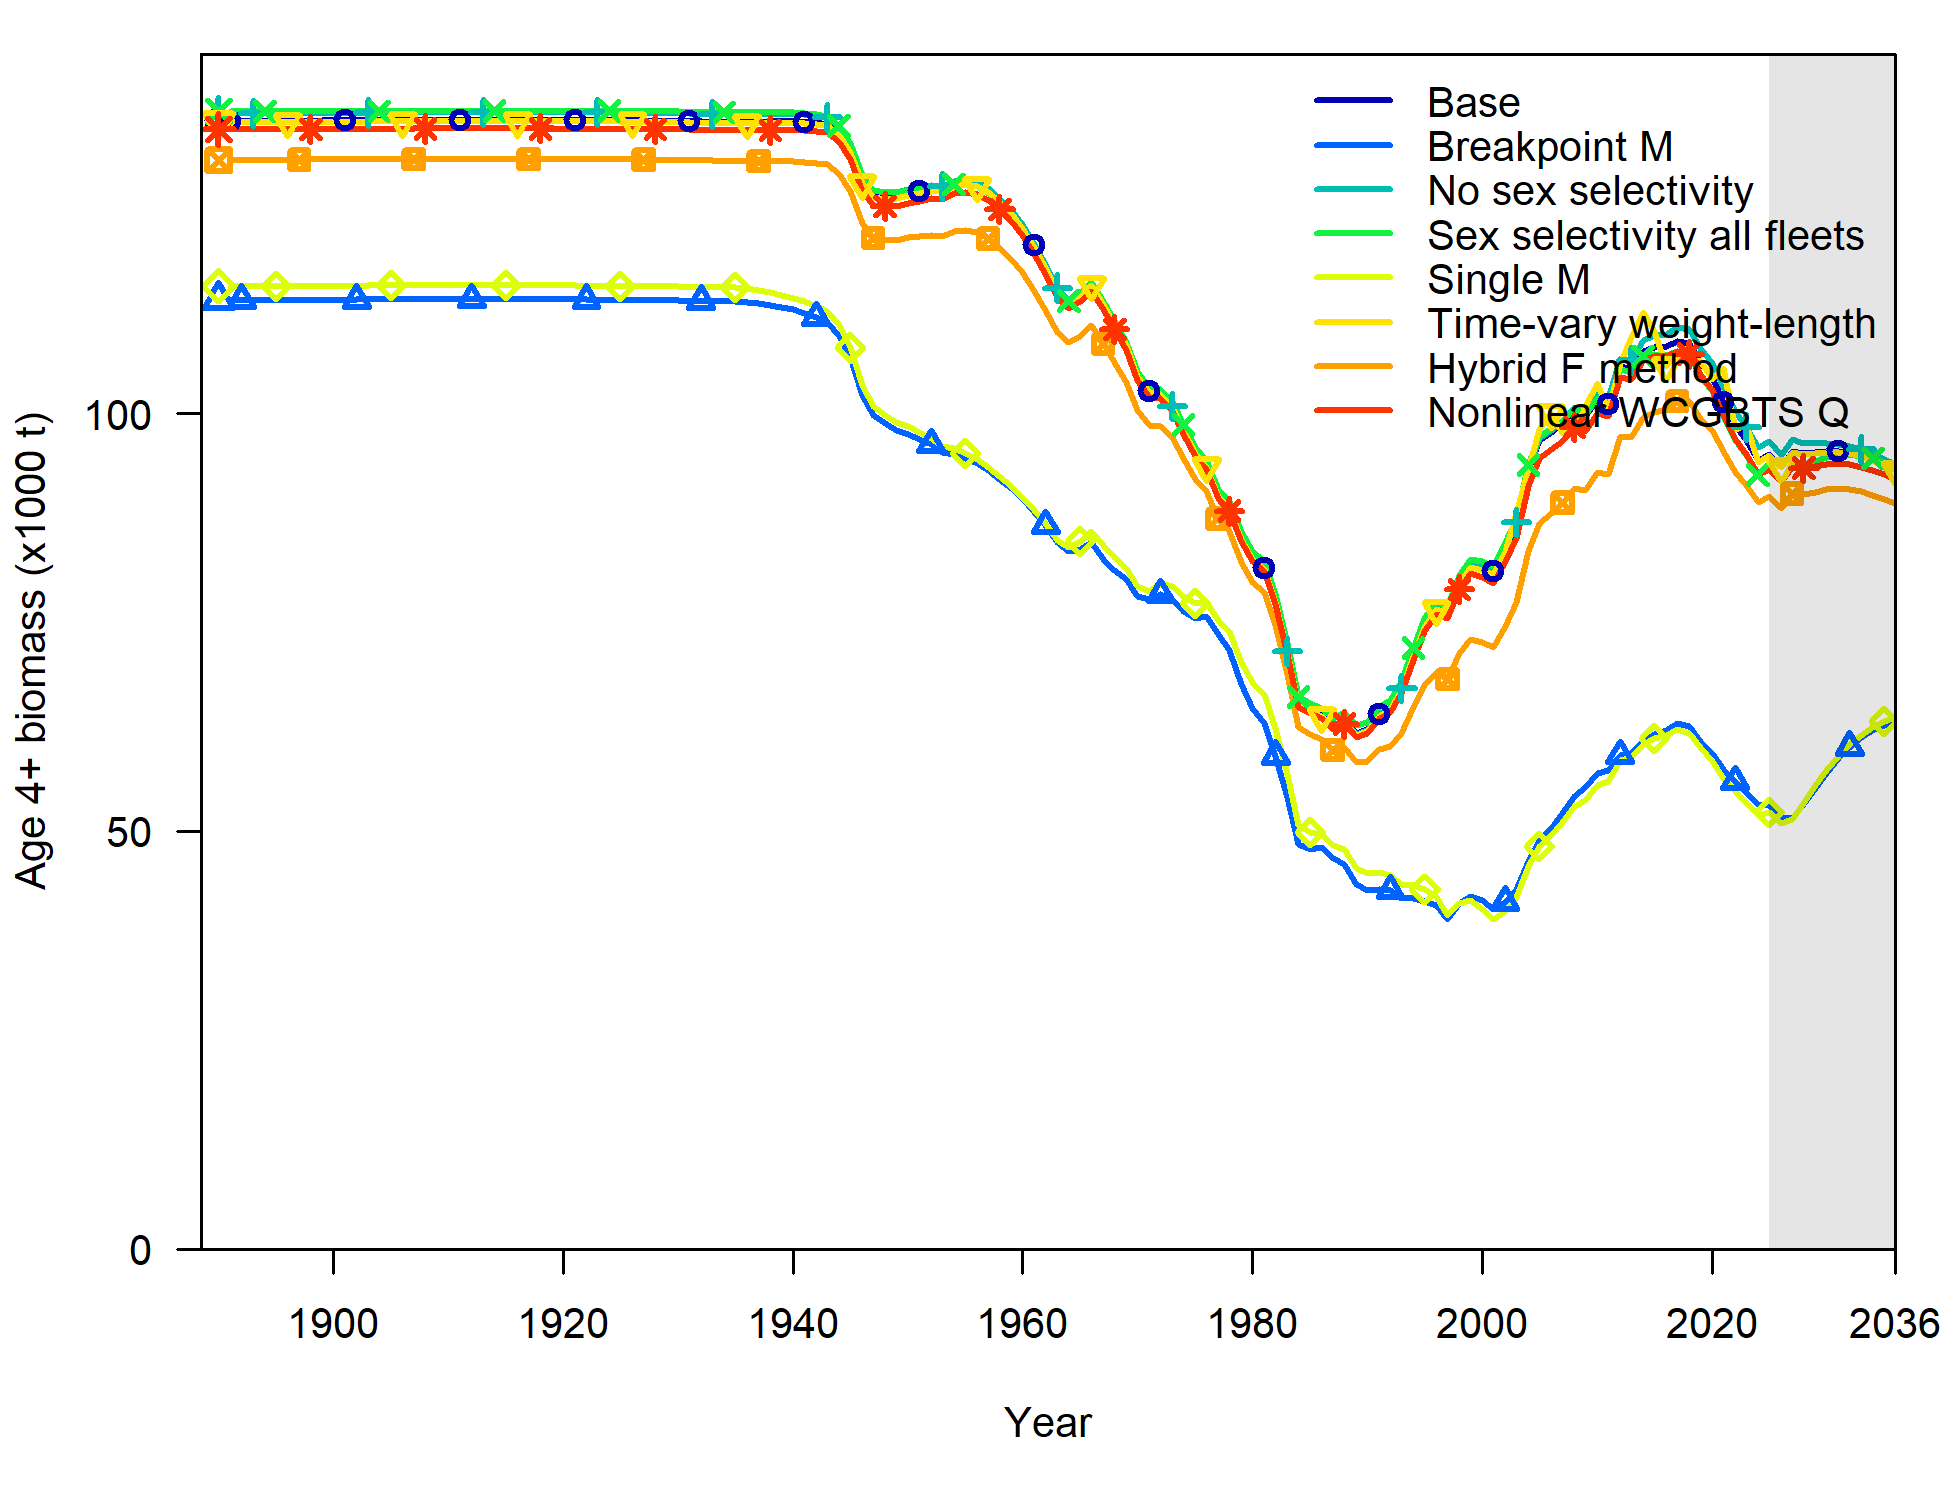 Base
Breakpoint M
No sex selectivity
Sex selectivity all fleets
Single M
Time-vary weight-length
Hybrid F method
Nonlinear WCGBTS Q
Age 4+ biomass (x1000 t)
100
50
0
1900 1920 1940 1960 1980 2000 2020 2036
Year